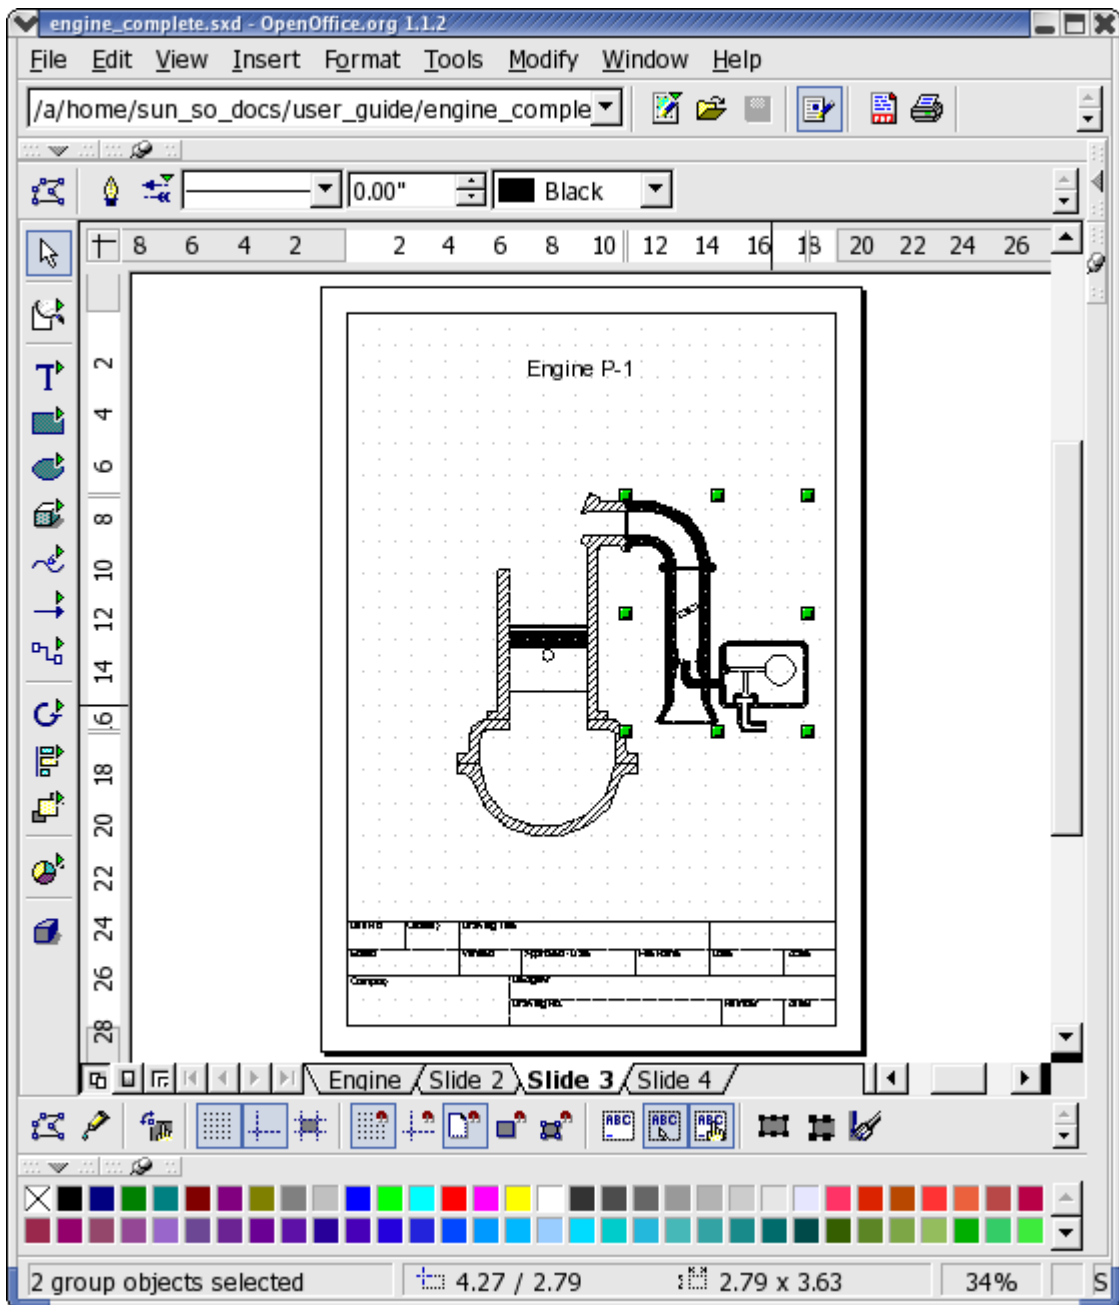 engine_complete.sxd - OpenOffice.org 1.1.2
File Edit View Insert Format Tools Modify Window Help
/a/home/sun_so_docs/user_guide/engine_comple
0.00" Black
8 6 4 2 2 4 6 8 10 12 14 16 18 20 22 24 26
2
4
6
8
10
12
14
16
18
20
22
24
26
28
Engine P-1
Company
Engine Slide 2 Slide 3 Slide 4
ABC ABC ABC
2 group objects selected 4.27 / 2.79 2.79 x 3.63 34% S